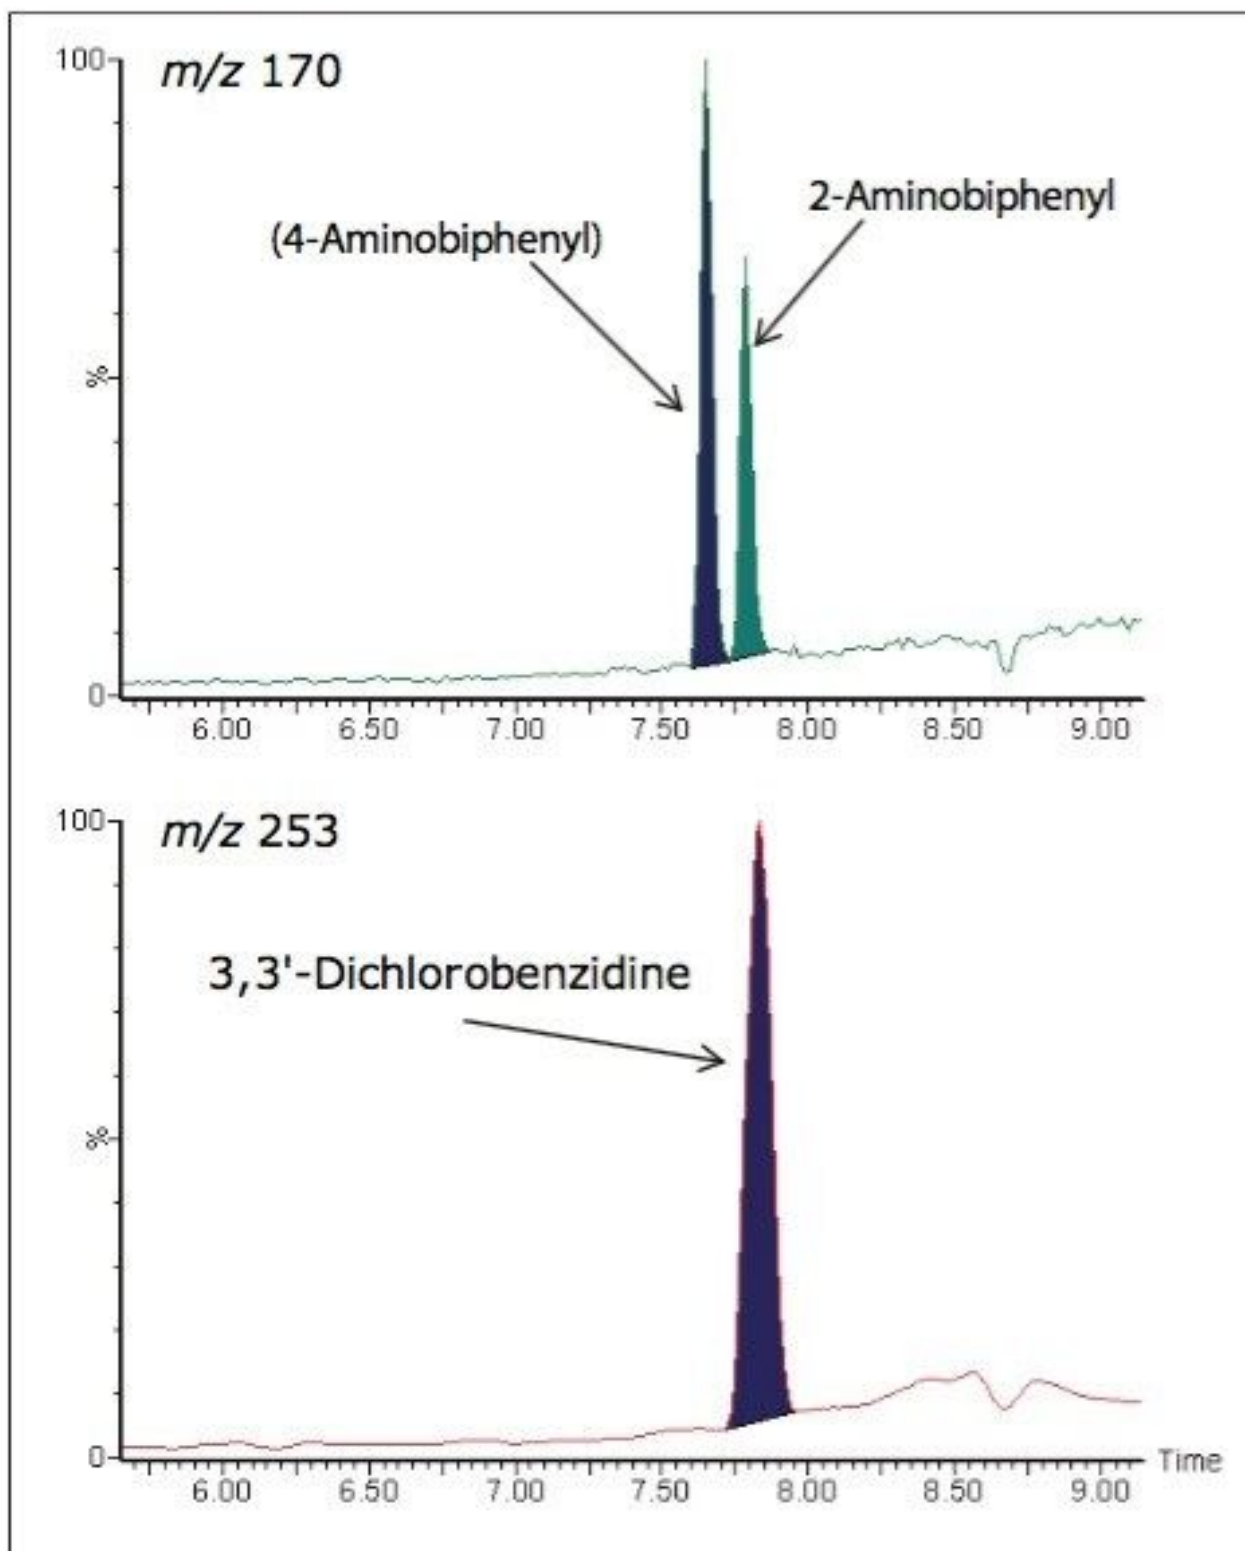 100
m/z 170
2-Aminobiphenyl
(4-Aminobiphenyl)
%
0
6.00 6.50 7.00 7.50 8.00 8.50 9.00
100
m/z 253
3,3'-Dichlorobenzidine
%
0
Time
6.00 6.50 7.00 7.50 8.00 8.50 9.00